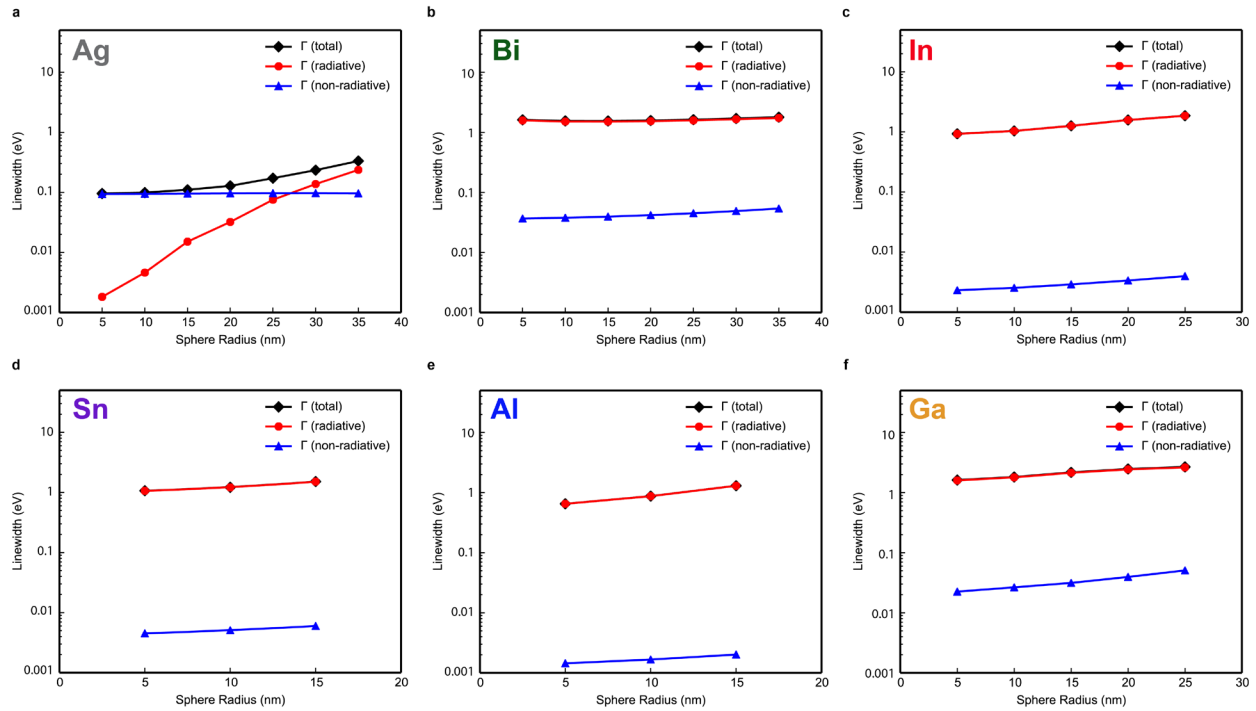 a
Ag
Γ (total)
Γ (radiative)
Γ (non-radiative)
10
1
0.1
0.01
0.001
Linewidth (eV)
0 5 10 15 20 25 30 35 40
Sphere Radius (nm)
b
Bi
Γ (total)
Γ (radiative)
Γ (non-radiative)
10
1
0.1
0.01
0.001
Linewidth (eV)
0 5 10 15 20 25 30 35 40
Sphere Radius (nm)
c
In
Γ (total)
Γ (radiative)
Γ (non-radiative)
10
1
0.1
0.01
0.001
Linewidth (eV)
0 5 10 15 20 25 30
Sphere Radius (nm)
d
Sn
Γ (total)
Γ (radiative)
Γ (non-radiative)
10
1
0.1
0.01
0.001
Linewidth (eV)
0 5 10 15 20
Sphere Radius (nm)
e
Al
Γ (total)
Γ (radiative)
Γ (non-radiative)
10
1
0.1
0.01
0.001
Linewidth (eV)
0 5 10 15 20
Sphere Radius (nm)
f
Ga
Γ (total)
Γ (radiative)
Γ (non-radiative)
10
1
0.1
0.01
0.001
Linewidth (eV)
0 5 10 15 20 25 30
Sphere Radius (nm)